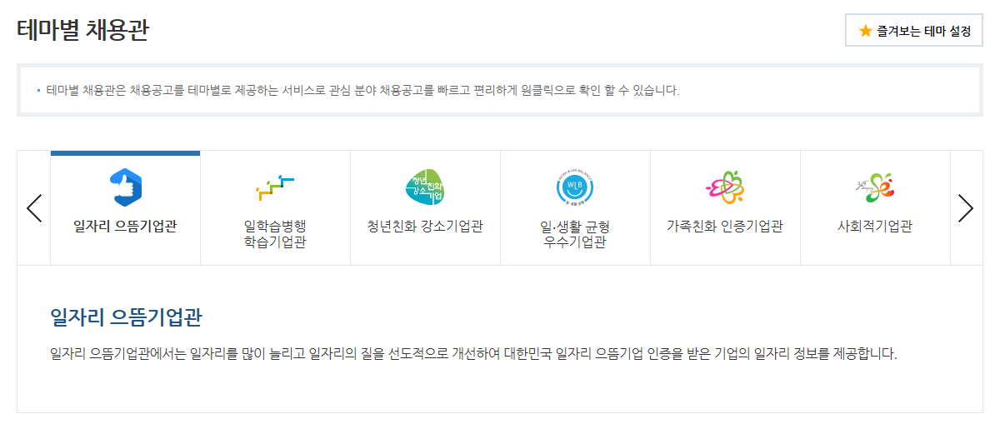 테마별 채용관
즐겨보는 테마 설정
테마별 채용관은 채용공고를 테마별로 제공하는 서비스로 관심 분야 채용공고를 빠르고 편리하게 원클릭으로 확인 할 수 있습니다.
일자리 으뜸기업관
일학습병행
학습기업관
청년
친화
강소
기업
청년친화 강소기업관
WORK & LIFE BALANCE
WLB
일·생활 균형
일·생활 균형
우수기업관
가족친화 인증기업관
사회적기업관
일자리 으뜸기업관
일자리 으뜸기업관에서는 일자리를 많이 늘리고 일자리의 질을 선도적으로 개선하여 대한민국 일자리 으뜸기업 인증을 받은 기업의 일자리 정보를 제공합니다.